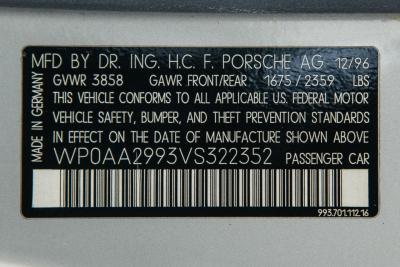 MFD BY DR. ING. H.C. F. PORSCHE AG 12/96
GVWR 3858 GAWR FRONT/REAR 1675/2359 LBS
THIS VEHICLE CONFORMS TO ALL APPLICABLE U.S. FEDERAL MOTOR
VEHICLE SAFETY, BUMPER, AND THEFT PREVENTION STANDARDS
IN EFFECT ON THE DATE OF MANUFACTURE SHOWN ABOVE.
WP0AA2993VS322352 PASSENGER CAR
993.701.112.16
MADE IN GERMANY